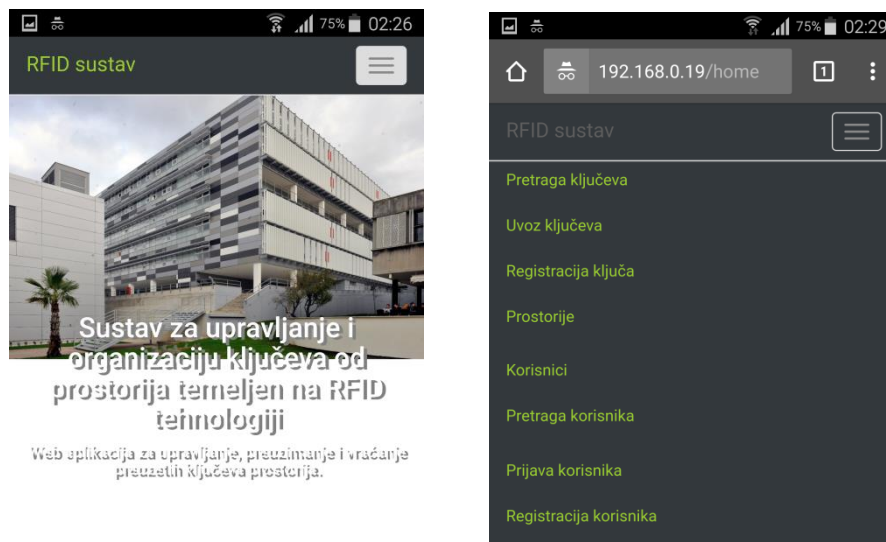 75% 02:26
RFID sustav
Sustav za upravljanje i
organizaciju ključeva od
prostorija temeljen na RFID
tehnologiji
Web aplikacija za upravljanje, preuzimanje i vraćanje
preuzetih ključeva prostorija.
75% 02:29
192.168.0.19/home
1
RFID sustav
Pretraga ključeva
Uvoz ključeva
Registracija ključa
Prostorije
Korisnici
Pretraga korisnika
Prijava korisnika
Registracija korisnika